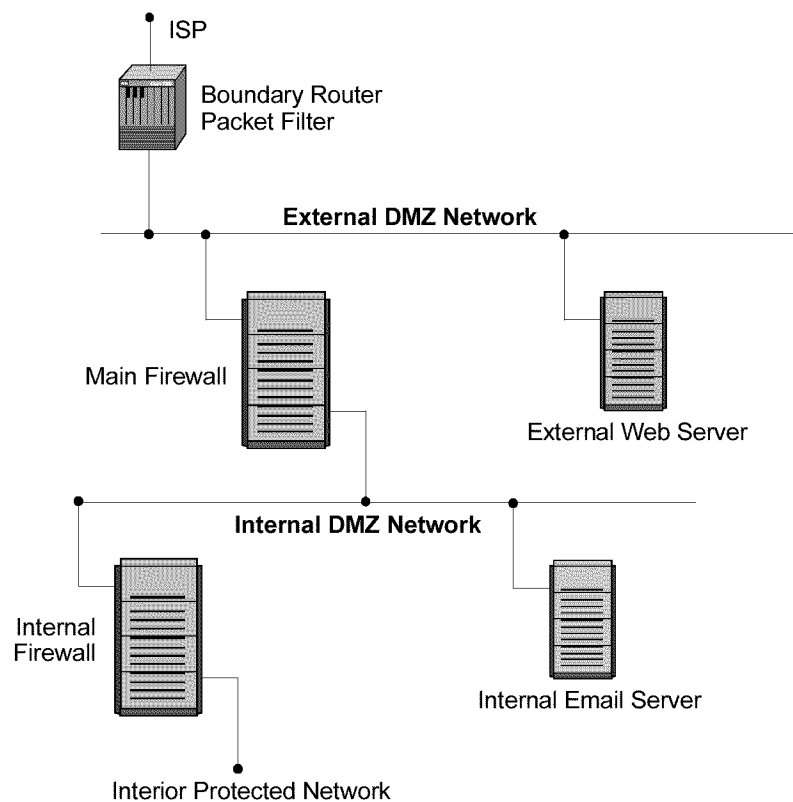 ISP
Boundary Router
Packet Filter
External DMZ Network
Main Firewall
External Web Server
Internal DMZ Network
Internal
Firewall
Internal Email Server
Interior Protected Network